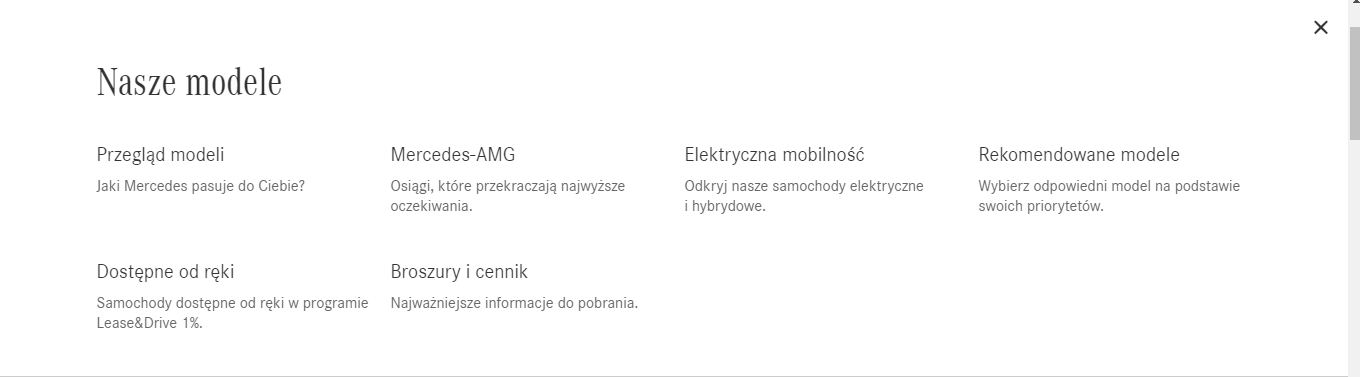 Nasze modele
Przegląd modeli
Jaki Mercedes pasuje do Ciebie?
Mercedes-AMG
Osiągi, które przekraczają najwyższe
oczekiwania.
Elektryczna mobilność
Odkryj nasze samochody elektryczne
i hybrydowe.
Rekomendowane modele
Wybierz odpowiedni model na podstawie
swoich priorytetów.
Dostępne od ręki
Samochody dostępne od ręki w programie
Lease&Drive 1%.
Broszury i cennik
Najważniejsze informacje do pobrania.